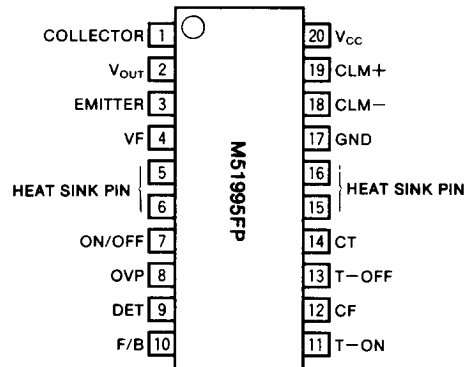 COLLECTOR 1
V_OUT 2
EMITTER 3
VF 4
5
HEAT SINK PIN
6
ON/OFF 7
OVP 8
DET 9
F/B 10
M51995FP
20 Vcc
19 CLM+
18 CLM−
17 GND
16
HEAT SINK PIN
15
14 CT
13 T−OFF
12 CF
11 T−ON